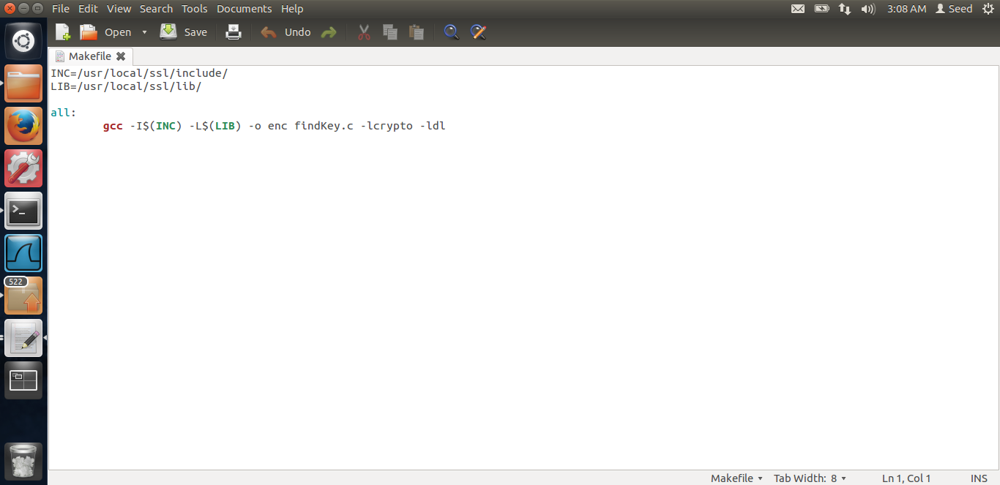 File Edit View Search Tools Documents Help 3:08 AM Seed
Open Save Undo
Makefile
INC=/usr/local/ssl/include/
LIB=/usr/local/ssl/lib/
all:
gcc -I$(INC) -L$(LIB) -o enc findKey.c -lcrypto -ldl
522
Makefile Tab Width: 8 Ln 1, Col 1 INS